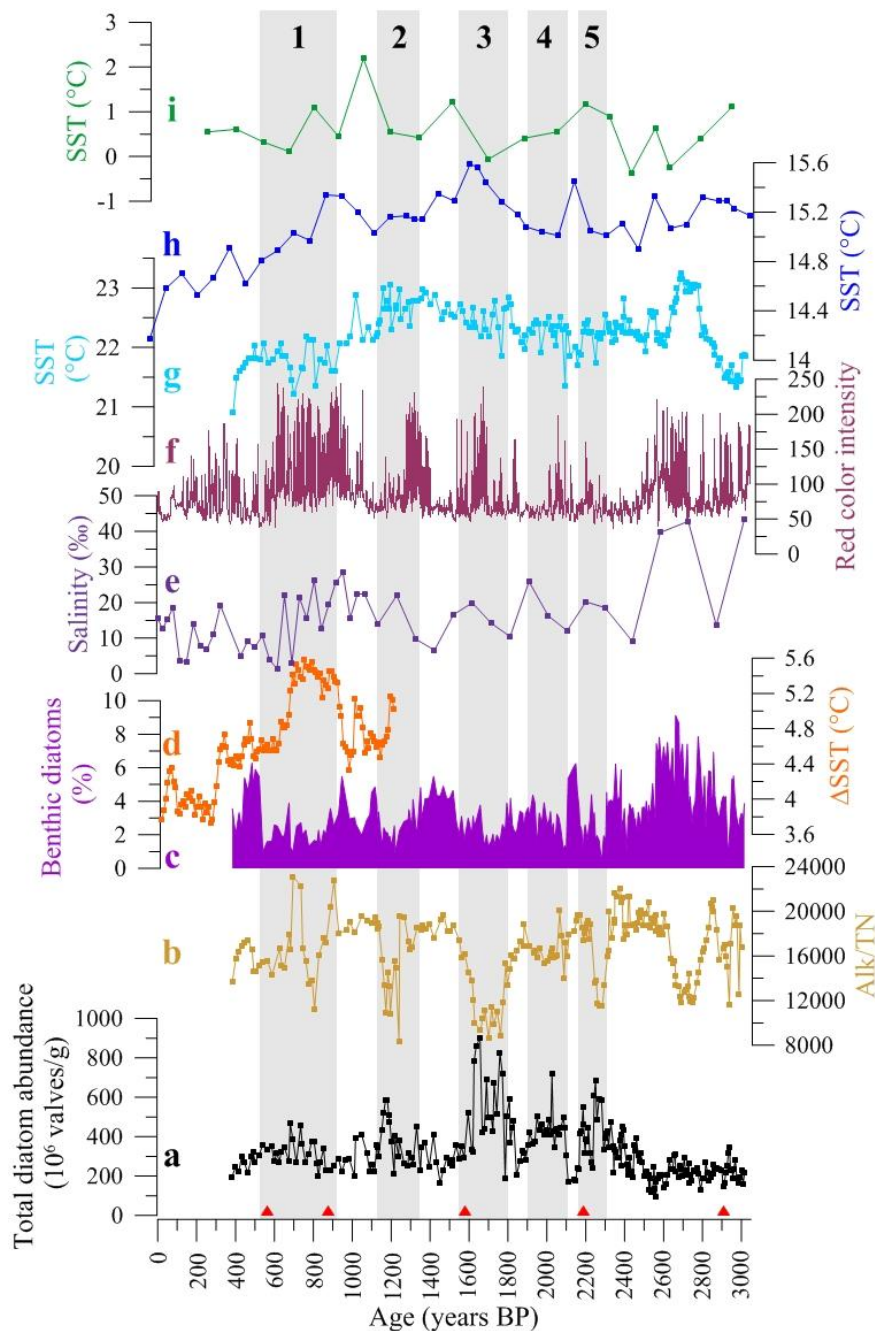 1 2 3 4 5
3
2
1
0
-1
SST (°C)
i
15.6
15.2
14.8
14.4
14
SST (°C)
h
23
22
21
20
SST
(°C)
g
250
200
150
100
50
0
Red color intensity
f
50
40
30
20
10
0
Salinity (‰)
e
5.6
5.2
4.8
4.4
4
3.6
ΔSST (°C)
d
10
8
6
4
2
0
Benthic diatoms
(%)
c
24000
20000
16000
12000
8000
Alk/TN
b
1000
800
600
400
200
0
Total diatom abundance
(10⁶ valves/g)
a
0 200 400 600 800 1000 1200 1400 1600 1800 2000 2200 2400 2600 2800 3000
Age (years BP)